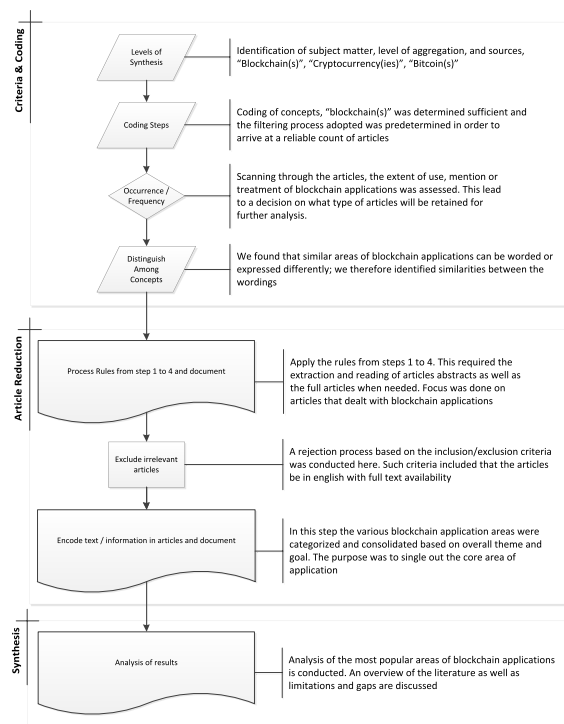 Criteria & Coding
Levels of
Synthesis
Identification of subject matter, level of aggregation, and sources,
“Blockchain(s)”, “Cryptocurrency(ies)”, “Bitcoin(s)”
Coding Steps
Coding of concepts, “blockchain(s)” was determined sufficient and
the filtering process adopted was predetermined in order to
arrive at a reliable count of articles
Occurrence /
Frequency
Scanning through the articles, the extent of use, mention or
treatment of blockchain applications was assessed. This lead
to a decision on what type of articles will be retained for
further analysis.
Distinguish
Among
Concepts
We found that similar areas of blockchain applications can be worded or
expressed differently; we therefore identified similarities between the
wordings
Article Reduction
Process Rules from step 1 to 4 and document
Apply the rules from steps 1 to 4. This required the
extraction and reading of articles abstracts as well as
the full articles when needed. Focus was done on
articles that dealt with blockchain applications
Exclude irrelevant
articles
A rejection process based on the inclusion/exclusion criteria
was conducted here. Such criteria included that the articles
be in english with full text availability
Encode text / information in articles and document
In this step the various blockchain application areas were
categorized and consolidated based on overall theme and
goal. The purpose was to single out the core area of
application
Synthesis
Analysis of results
Analysis of the most popular areas of blockchain applications
is conducted. An overview of the literature as well as
limitations and gaps are discussed